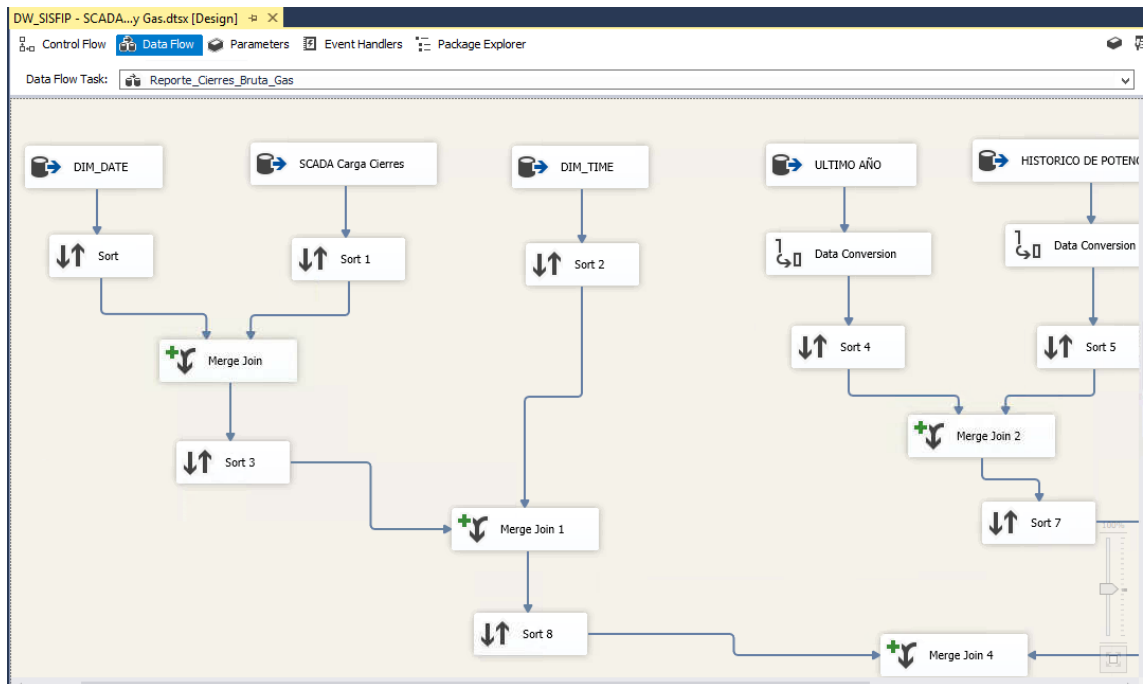 DW_SISFIP - SCADA...y Gas.dtsx [Design]
Control Flow Data Flow Parameters Event Handlers Package Explorer
Data Flow Task: Reporte_Cierres_Bruta_Gas
DIM_DATE
SCADA Carga Cierres
DIM_TIME
ULTIMO AÑO
HISTORICO DE POTENC
Sort
Sort 1
Sort 2
Data Conversion
Data Conversion
Merge Join
Sort 4
Sort 5
Sort 3
Merge Join 2
Merge Join 1
Sort 7
100%
Sort 8
Merge Join 4